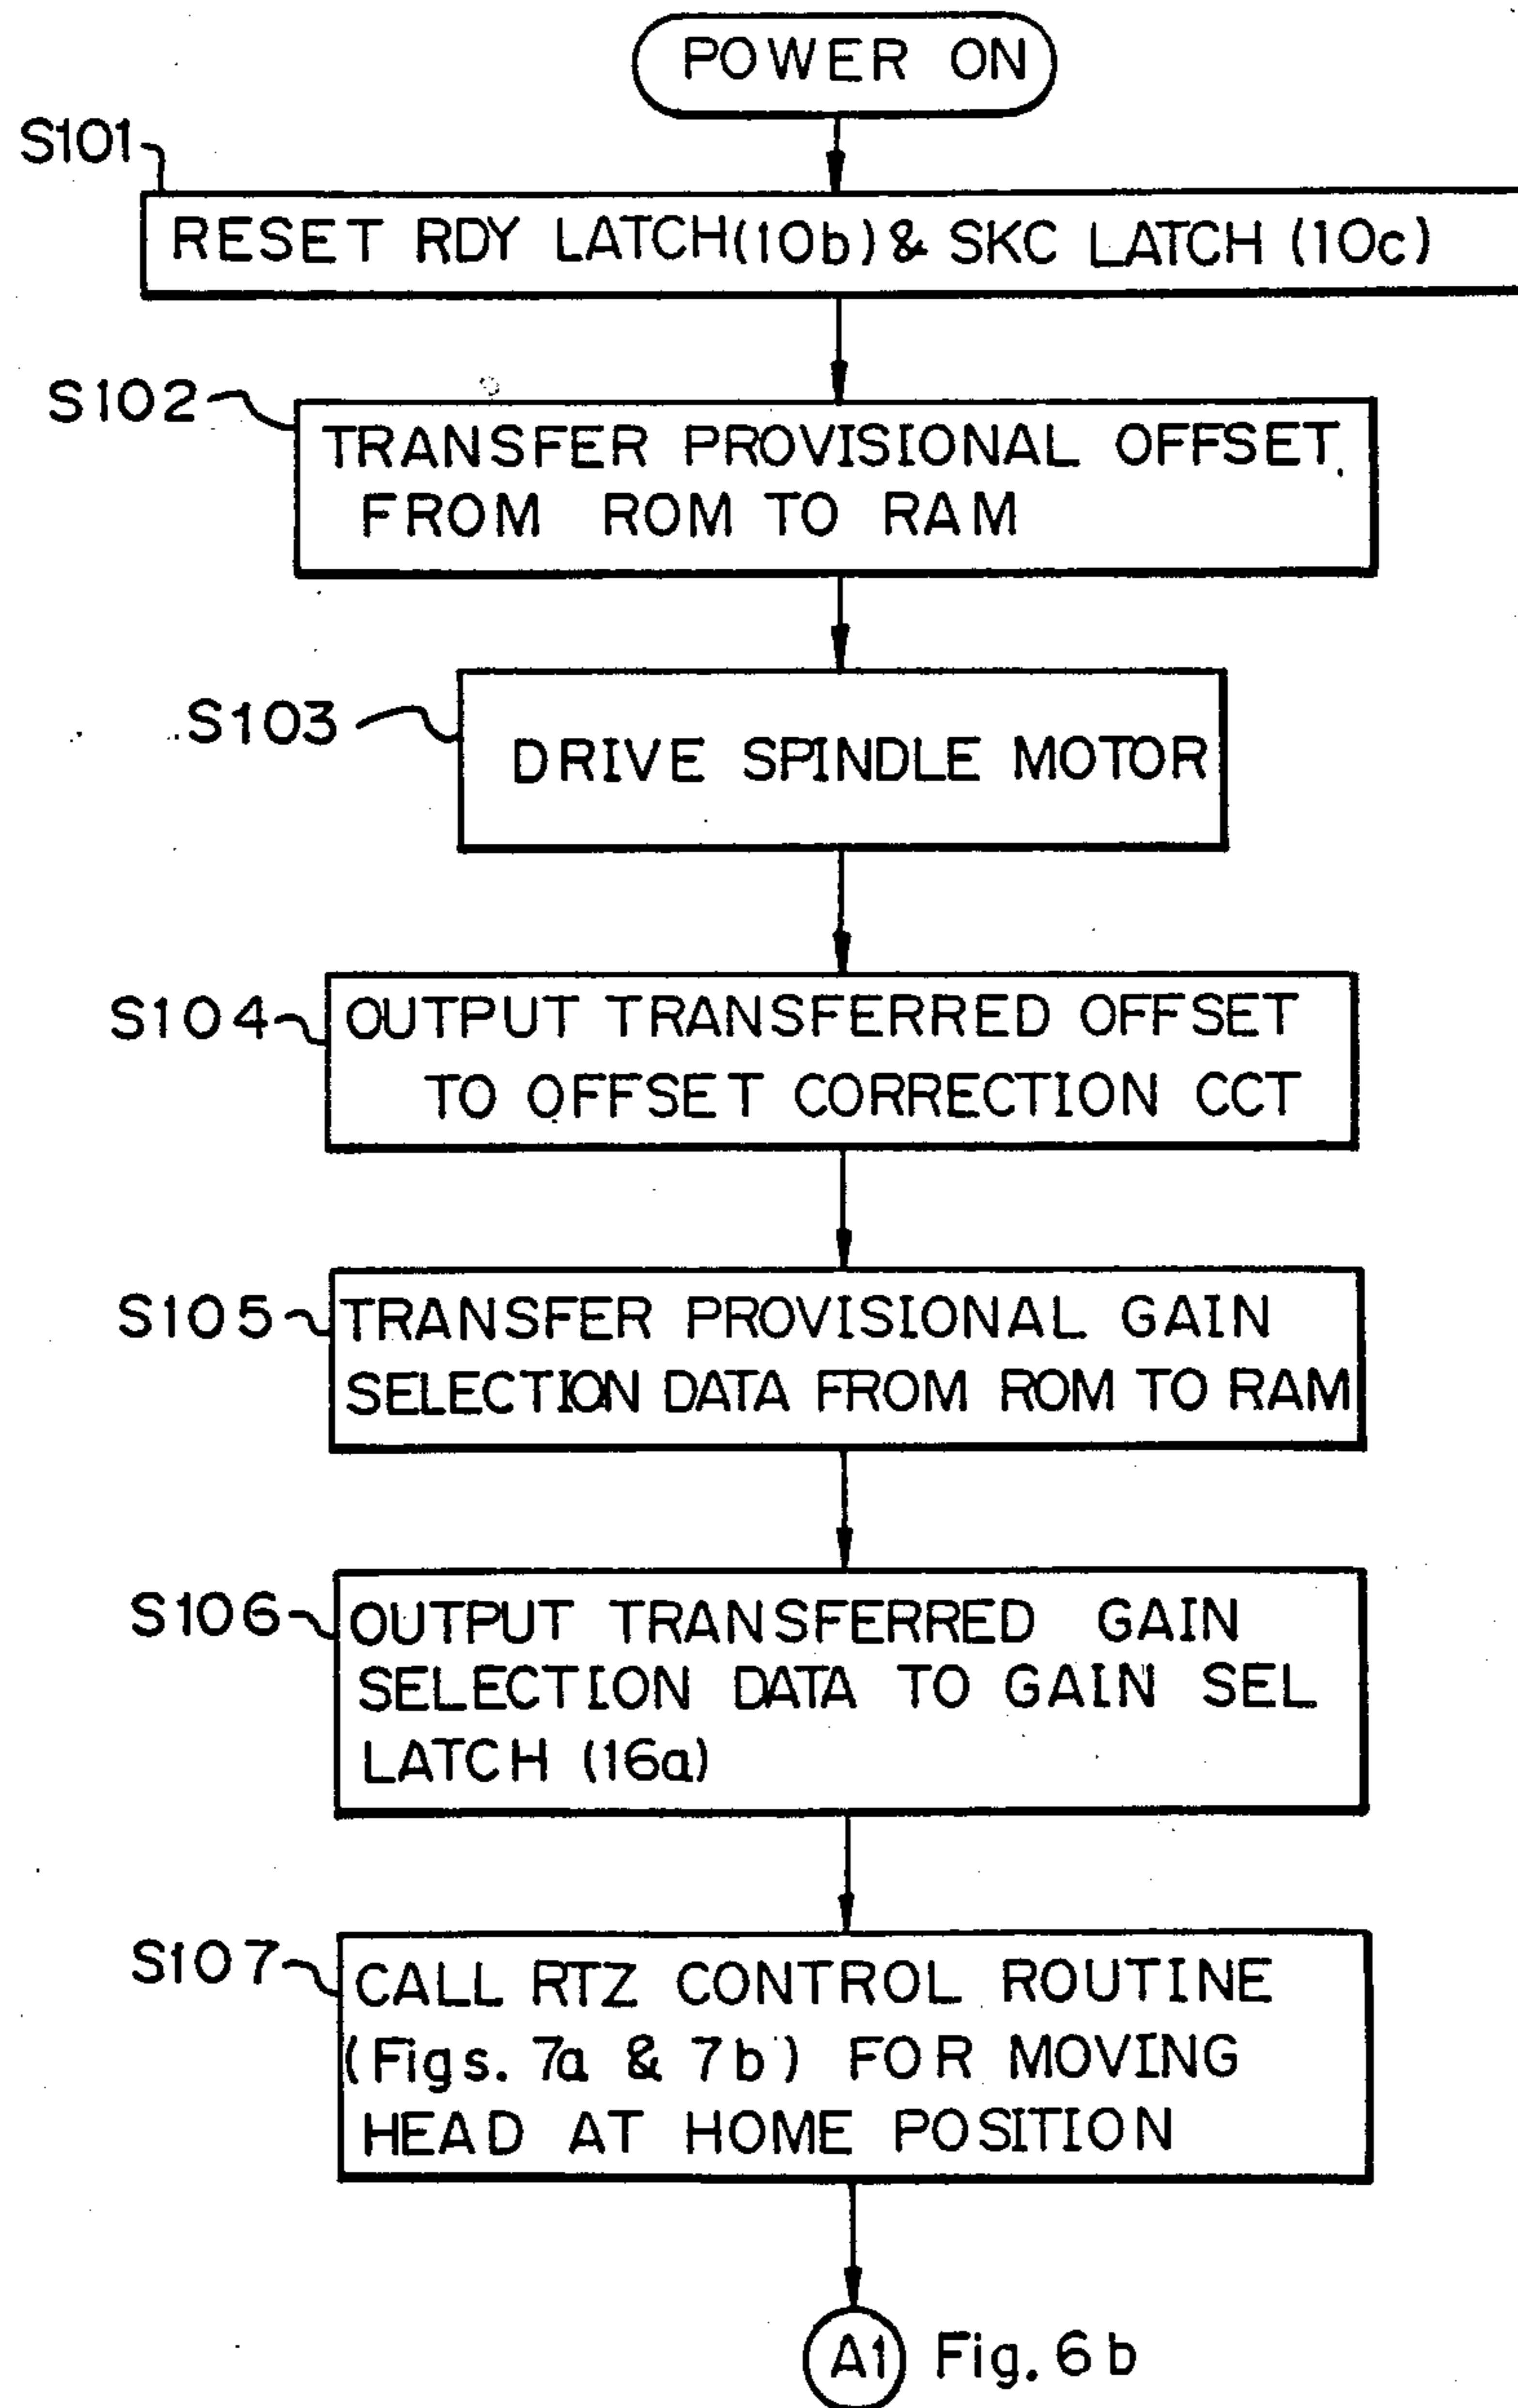 POWER ON
S101
RESET RDY LATCH(10b) & SKC LATCH (10c)
S102
TRANSFER PROVISIONAL OFFSET
FROM ROM TO RAM
S103
DRIVE SPINDLE MOTOR
S104
OUTPUT TRANSFERRED OFFSET
TO OFFSET CORRECTION CCT
S105
TRANSFER PROVISIONAL GAIN
SELECTION DATA FROM ROM TO RAM
S106
OUTPUT TRANSFERRED GAIN
SELECTION DATA TO GAIN SEL
LATCH (16a)
S107
CALL RTZ CONTROL ROUTINE
(Figs. 7a & 7b) FOR MOVING
HEAD AT HOME POSITION
A1 Fig. 6b